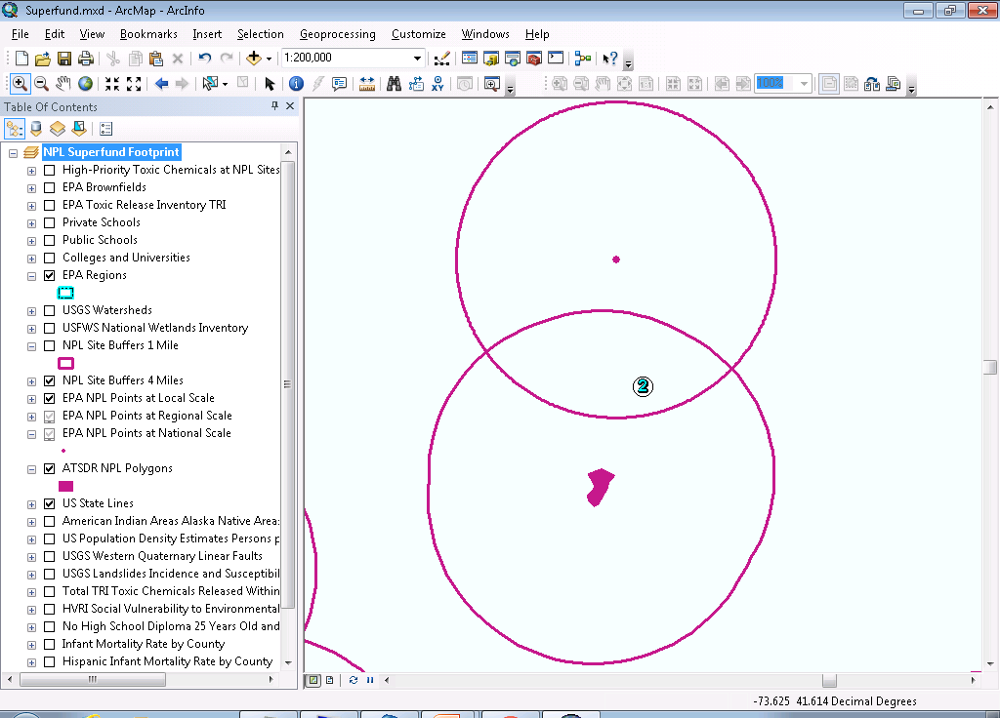 Superfund.mxd - ArcMap - ArcInfo
File Edit View Bookmarks Insert Selection Geoprocessing Customize Windows Help
1:200,000
100%
Table Of Contents
NPL Superfund Footprint
High-Priority Toxic Chemicals at NPL Sites
EPA Brownfields
EPA Toxic Release Inventory TRI
Private Schools
Public Schools
Colleges and Universities
EPA Regions
USGS Watersheds
USFWS National Wetlands Inventory
NPL Site Buffers 1 Mile
NPL Site Buffers 4 Miles
EPA NPL Points at Local Scale
EPA NPL Points at Regional Scale
EPA NPL Points at National Scale
ATSDR NPL Polygons
US State Lines
American Indian Areas Alaska Native Area
US Population Density Estimates Persons p
USGS Western Quaternary Linear Faults
USGS Landslides Incidence and Susceptibil
Total TRI Toxic Chemicals Released Within
HVRI Social Vulnerability to Environmental
No High School Diploma 25 Years Old and
Infant Mortality Rate by County
Hispanic Infant Mortality Rate by County
2
-73.625 41.614 Decimal Degrees